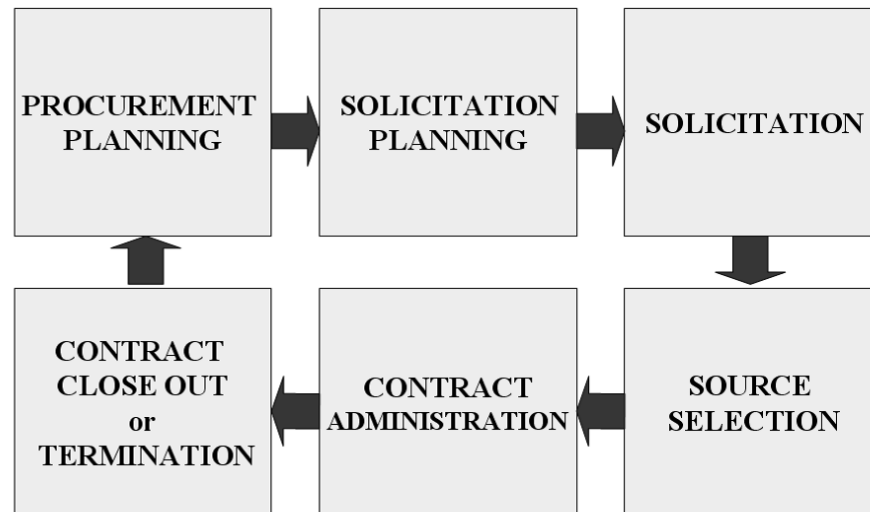 PROCUREMENT
PLANNING
SOLICITATION
PLANNING
SOLICITATION
CONTRACT
CLOSE OUT
or
TERMINATION
CONTRACT
ADMINISTRATION
SOURCE
SELECTION